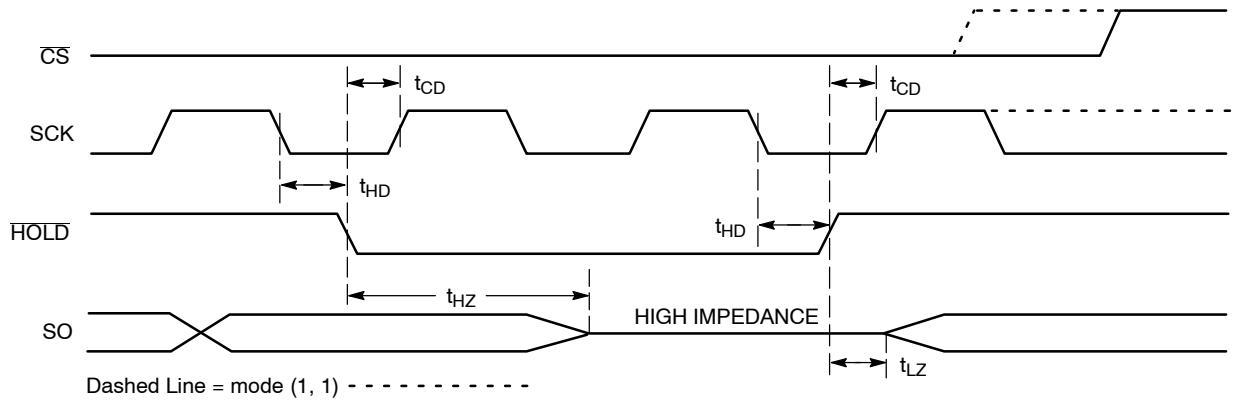 CS
tCD
tCD
SCK
tHD
HOLD
tHD
tHZ
HIGH IMPEDANCE
SO
tLZ
Dashed Line = mode (1, 1)